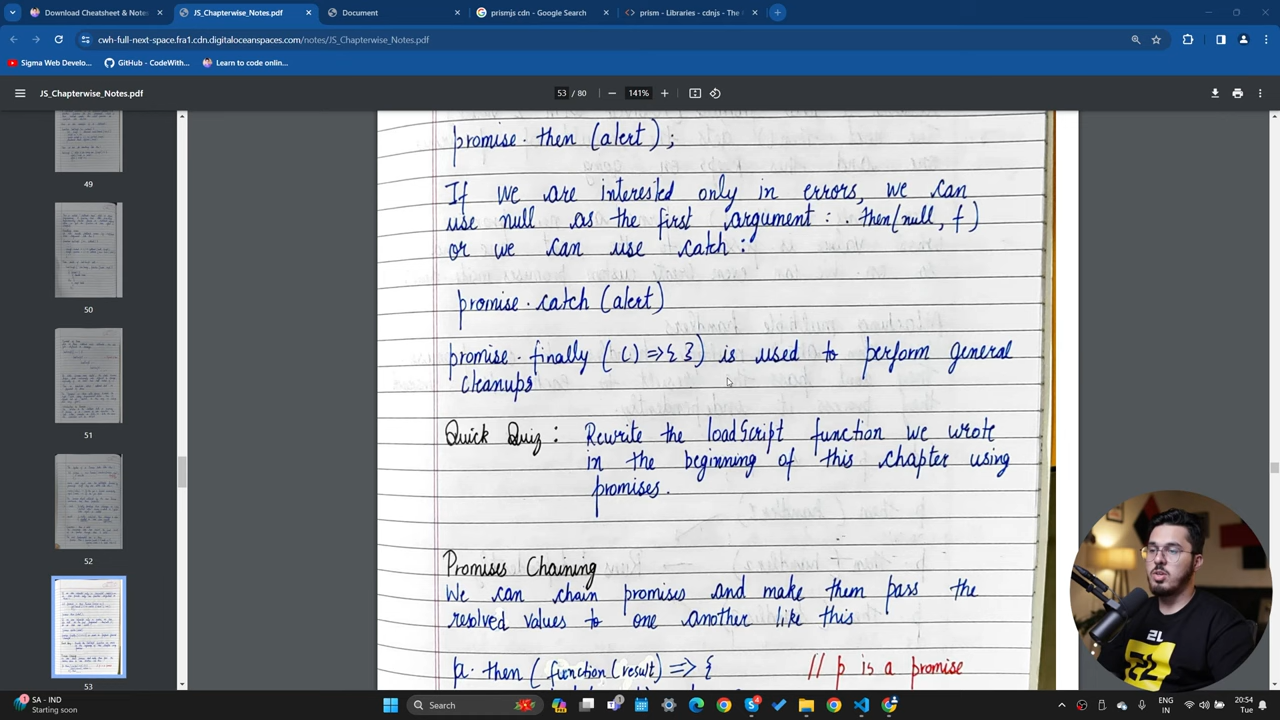 Download Cheatsheet & Notes
JS_Chapterwise_Notes.pdf
Document
prismjs cdn - Google Search
prism - Libraries - cdnjs - The
cwh-full-next-space.fra1.cdn.digitaloceanspaces.com/notes/JS_Chapterwise_Notes.pdf
Sigma Web Develo...
GitHub - CodeWith...
Learn to code onlin...
JS_Chapterwise_Notes.pdf
53 / 80
141%
49
50
51
52
53
promise.then (alert);
If we are interested only in errors, we can
use null as the first argument: .then(null, f)
or we can use catch:
promise.catch (alert)
promise.finally ( () => { }) is used to perform general
cleanups
Quick Quiz: Rewrite the loadScript function we wrote
in the beginning of this chapter using
promises.
Promises Chaining
We can chain promises and make them pass the
resolved values to one another like this
p.then ( function (result) => { // p is a promise
SA - IND
Starting soon
Search
ENG
IN
20:54
Tue